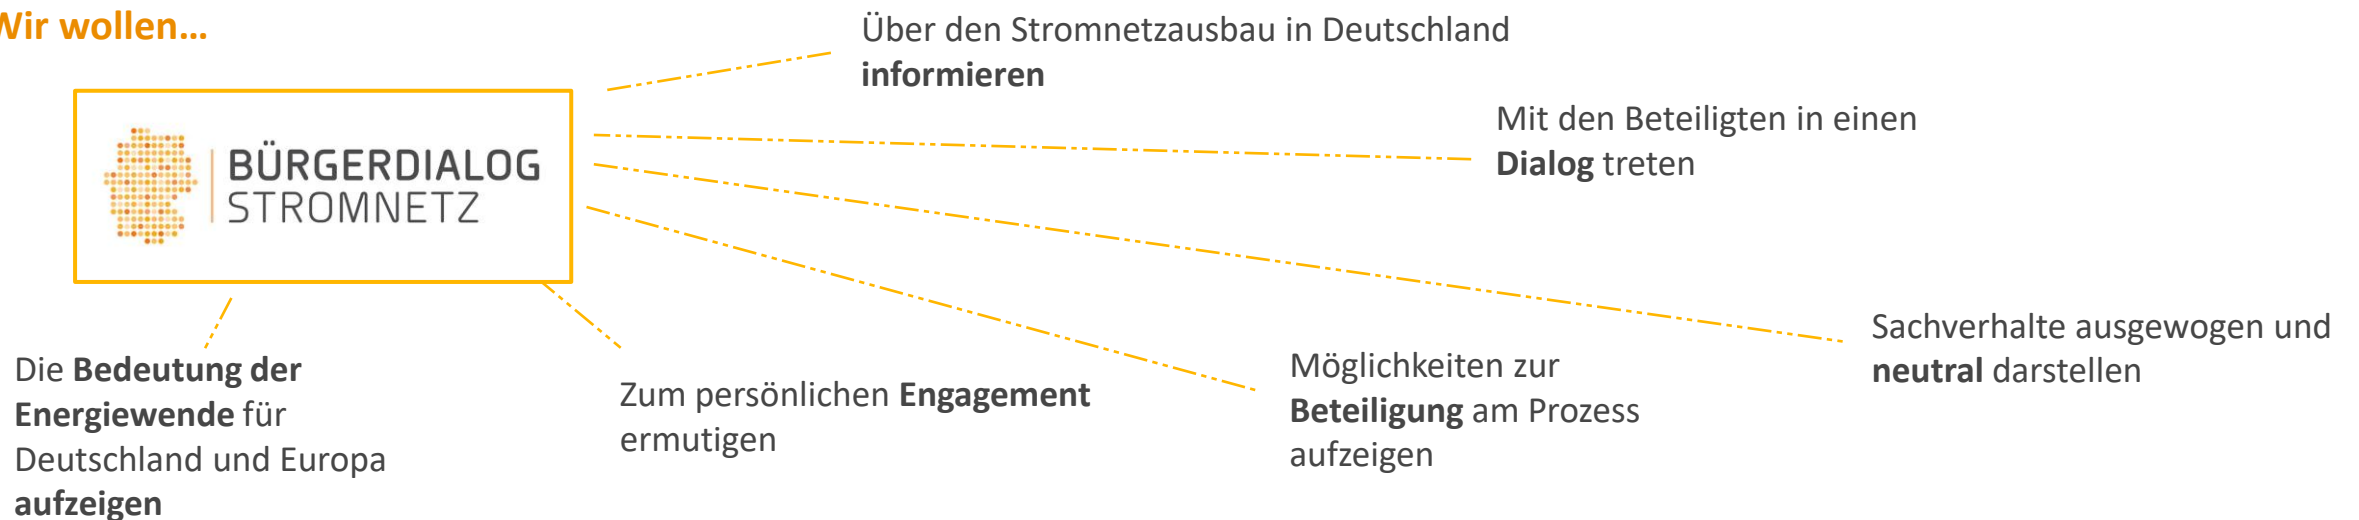 Wir wollen…
BÜRGERDIALOG
STROMNETZ
Über den Stromnetzausbau in Deutschland
informieren
Mit den Beteiligten in einen
Dialog treten
Sachverhalte ausgewogen und
neutral darstellen
Möglichkeiten zur
Beteiligung am Prozess
aufzeigen
Zum persönlichen Engagement
ermutigen
Die Bedeutung der
Energiewende für
Deutschland und Europa
aufzeigen